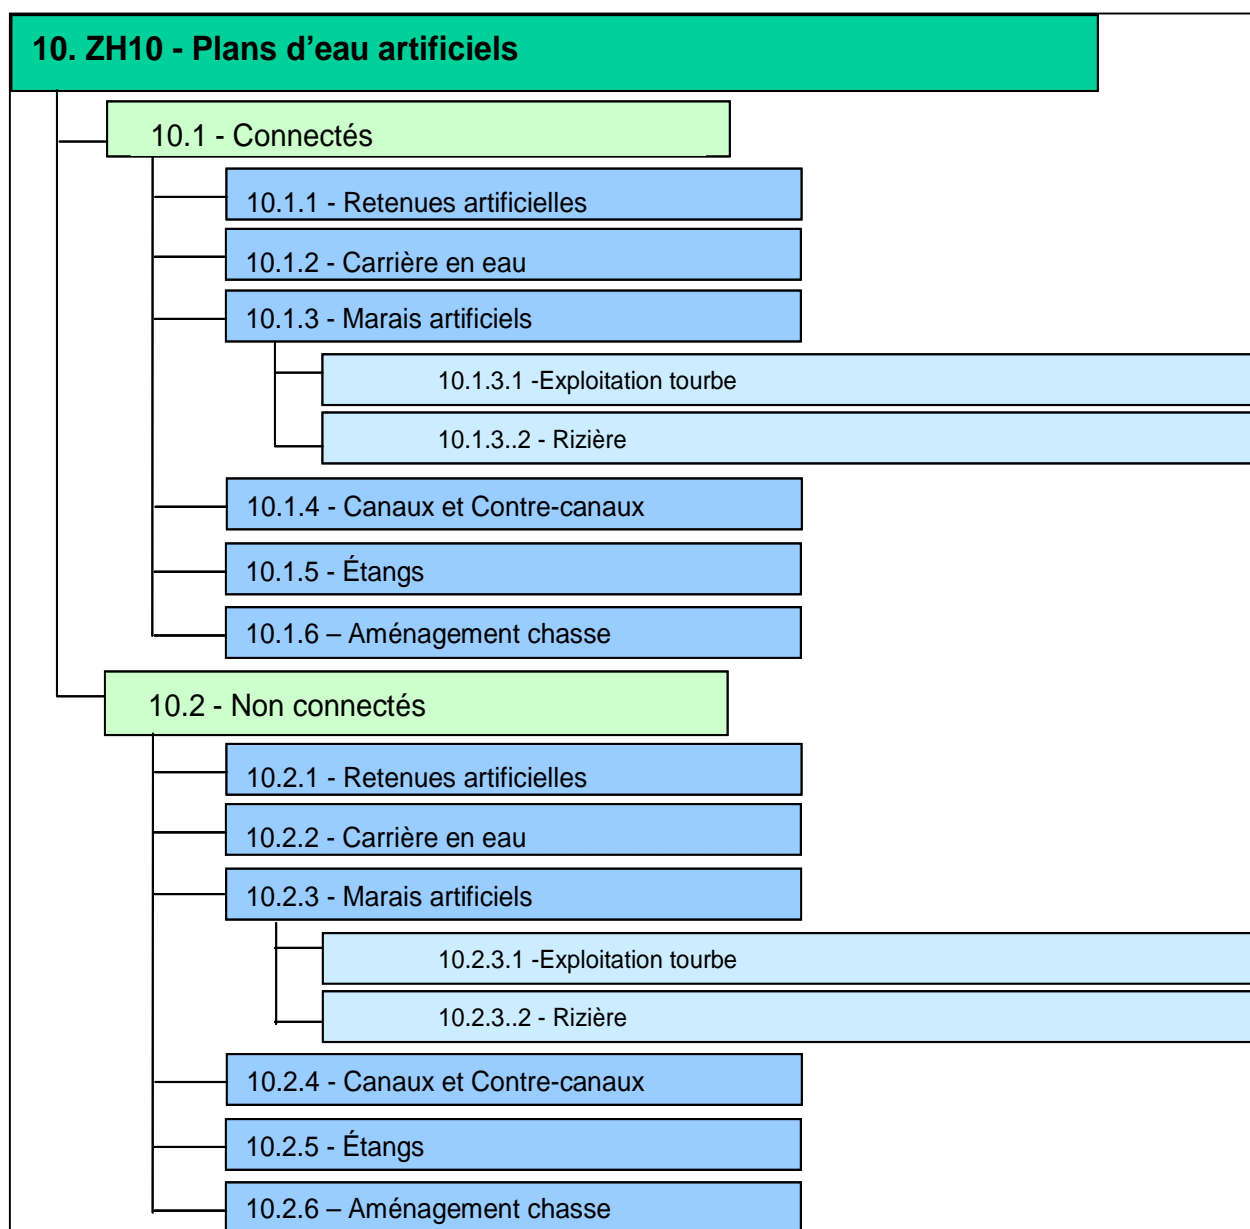 10. ZH10 - Plans d’eau artificiels
10.1 - Connectés
10.1.1 - Retenues artificielles
10.1.2 - Carrière en eau
10.1.3 - Marais artificiels
10.1.3.1 -Exploitation tourbe
10.1.3..2 - Rizière
10.1.4 - Canaux et Contre-canaux
10.1.5 - Étangs
10.1.6 – Aménagement chasse
10.2 - Non connectés
10.2.1 - Retenues artificielles
10.2.2 - Carrière en eau
10.2.3 - Marais artificiels
10.2.3.1 -Exploitation tourbe
10.2.3..2 - Rizière
10.2.4 - Canaux et Contre-canaux
10.2.5 - Étangs
10.2.6 – Aménagement chasse